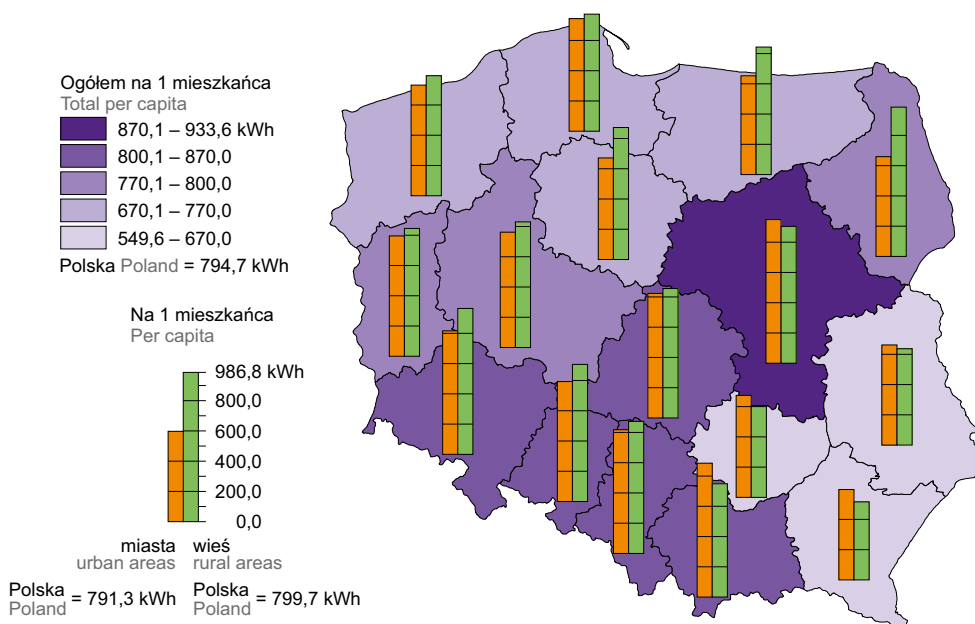 Ogółem na 1 mieszkańca
Total per capita
870,1 – 933,6 kWh
800,1 – 870,0
770,1 – 800,0
670,1 – 770,0
549,6 – 670,0
Polska Poland = 794,7 kWh
Na 1 mieszkańca
Per capita
986,8 kWh
800,0
600,0
400,0
200,0
0,0
miasta wieś
urban areas rural areas
Polska = 791,3 kWh Polska = 799,7 kWh
Poland Poland